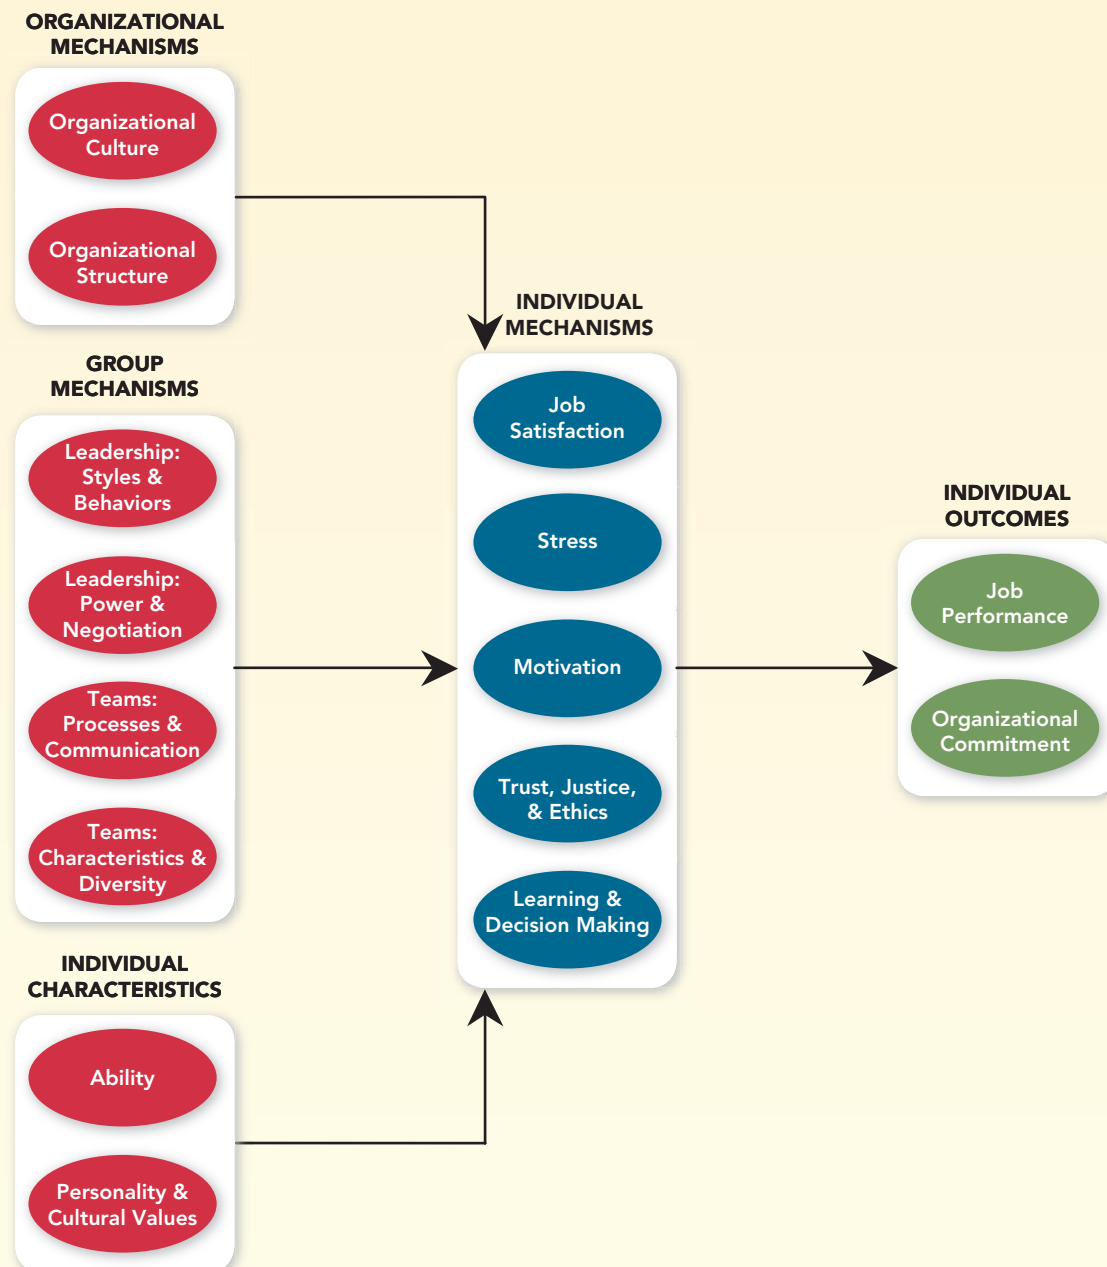 ORGANIZATIONAL
MECHANISMS
Organizational
Culture
Organizational
Structure
GROUP
MECHANISMS
Leadership:
Styles &
Behaviors
Leadership:
Power &
Negotiation
Teams:
Processes &
Communication
Teams:
Characteristics &
Diversity
INDIVIDUAL
CHARACTERISTICS
Ability
Personality &
Cultural Values
INDIVIDUAL
MECHANISMS
Job
Satisfaction
Stress
Motivation
Trust, Justice,
& Ethics
Learning &
Decision Making
INDIVIDUAL
OUTCOMES
Job
Performance
Organizational
Commitment